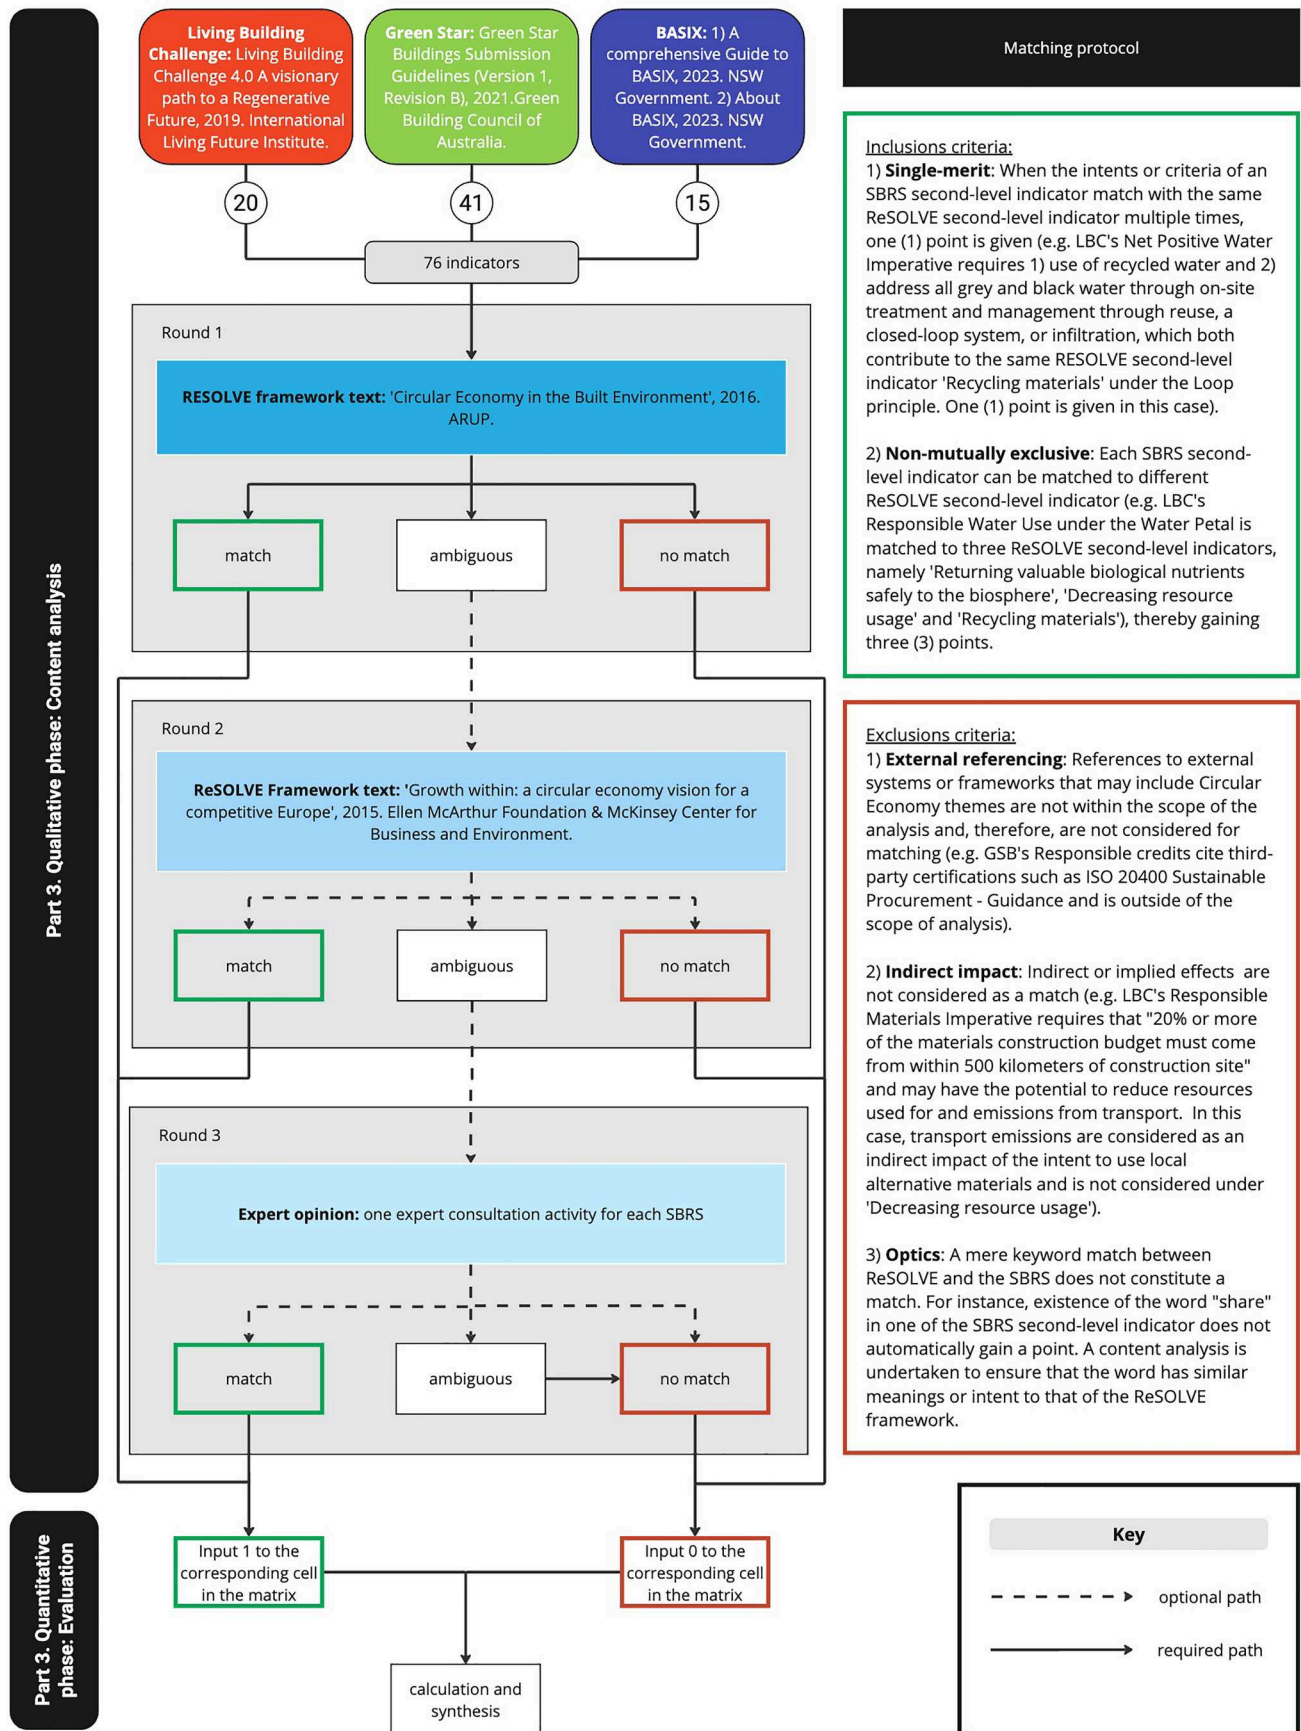 Living Building
Challenge: Living Building
Challenge 4.0 A visionary
path to a Regenerative
Future, 2019. International
Living Future Institute.
Green Star: Green Star
Buildings Submission
Guidelines (Version 1,
Revision B), 2021.Green
Building Council of
Australia.
BASIX: 1) A
comprehensive Guide to
BASIX, 2023. NSW
Government. 2) About
BASIX, 2023. NSW
Government.
20
41
15
76 indicators
Part 3. Qualitative phase: Content analysis
Round 1
RESOLVE framework text: 'Circular Economy in the Built Environment', 2016.
ARUP.
match
ambiguous
no match
Round 2
ReSOLVE Framework text: 'Growth within: a circular economy vision for a
competitive Europe', 2015. Ellen McArthur Foundation & McKinsey Center for
Business and Environment.
match
ambiguous
no match
Round 3
Expert opinion: one expert consultation activity for each SBRS
match
ambiguous
no match
Part 3. Quantitative
phase: Evaluation
Input 1 to the
corresponding cell
in the matrix
Input 0 to the
corresponding cell
in the matrix
calculation and
synthesis
Matching protocol
Inclusions criteria:
1) Single-merit: When the intents or criteria of an
SBRS second-level indicator match with the same
ReSOLVE second-level indicator multiple times,
one (1) point is given (e.g. LBC's Net Positive Water
Imperative requires 1) use of recycled water and 2)
address all grey and black water through on-site
treatment and management through reuse, a
closed-loop system, or infiltration, which both
contribute to the same RESOLVE second-level
indicator 'Recycling materials' under the Loop
principle. One (1) point is given in this case).
2) Non-mutually exclusive: Each SBRS second-
level indicator can be matched to different
ReSOLVE second-level indicator (e.g. LBC's
Responsible Water Use under the Water Petal is
matched to three ReSOLVE second-level indicators,
namely 'Returning valuable biological nutrients
safely to the biosphere', 'Decreasing resource
usage' and 'Recycling materials'), thereby gaining
three (3) points.
Exclusions criteria:
1) External referencing: References to external
systems or frameworks that may include Circular
Economy themes are not within the scope of the
analysis and, therefore, are not considered for
matching (e.g. GSB's Responsible credits cite third-
party certifications such as ISO 20400 Sustainable
Procurement - Guidance and is outside of the
scope of analysis).
2) Indirect impact: Indirect or implied effects are
not considered as a match (e.g. LBC's Responsible
Materials Imperative requires that "20% or more
of the materials construction budget must come
from within 500 kilometers of construction site"
and may have the potential to reduce resources
used for and emissions from transport. In this
case, transport emissions are considered as an
indirect impact of the intent to use local
alternative materials and is not considered under
'Decreasing resource usage').
3) Optics: A mere keyword match between
ReSOLVE and the SBRS does not constitute a
match. For instance, existence of the word "share"
in one of the SBRS second-level indicator does not
automatically gain a point. A content analysis is
undertaken to ensure that the word has similar
meanings or intent to that of the ReSOLVE
framework.
Key
optional path
required path